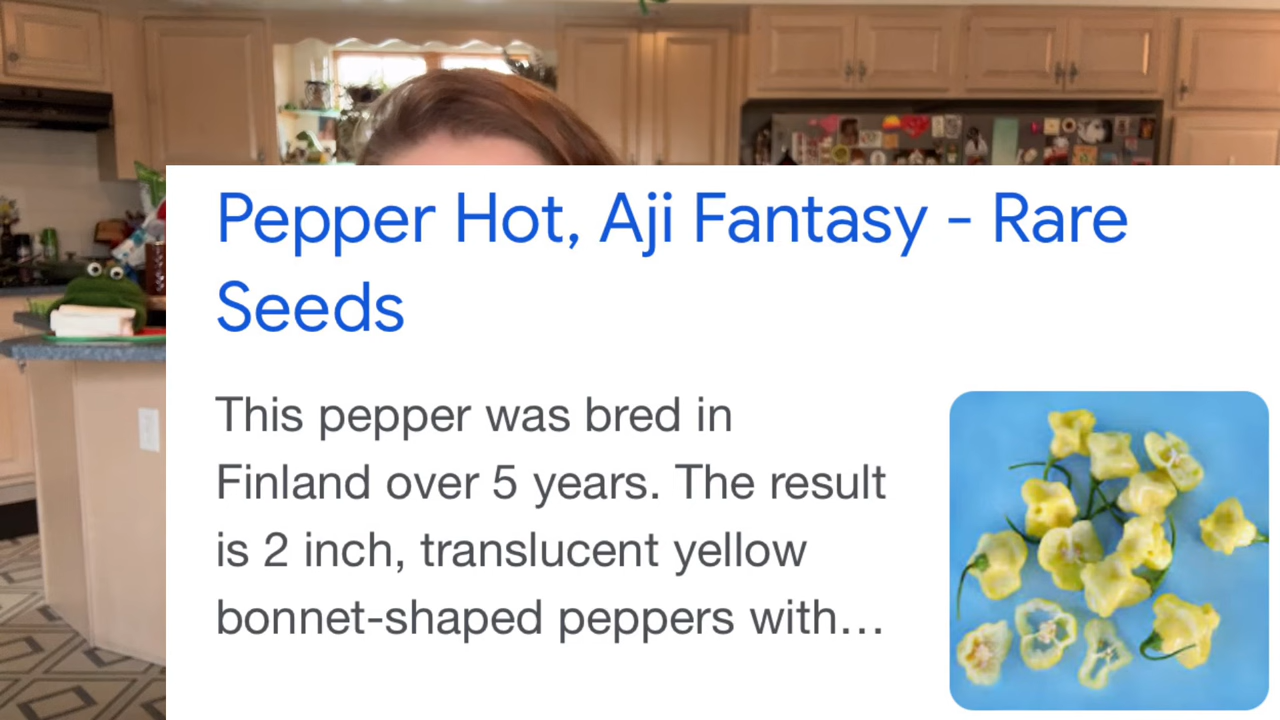 Pepper Hot, Aji Fantasy - Rare
Seeds
This pepper was bred in
Finland over 5 years. The result
is 2 inch, translucent yellow
bonnet-shaped peppers with...